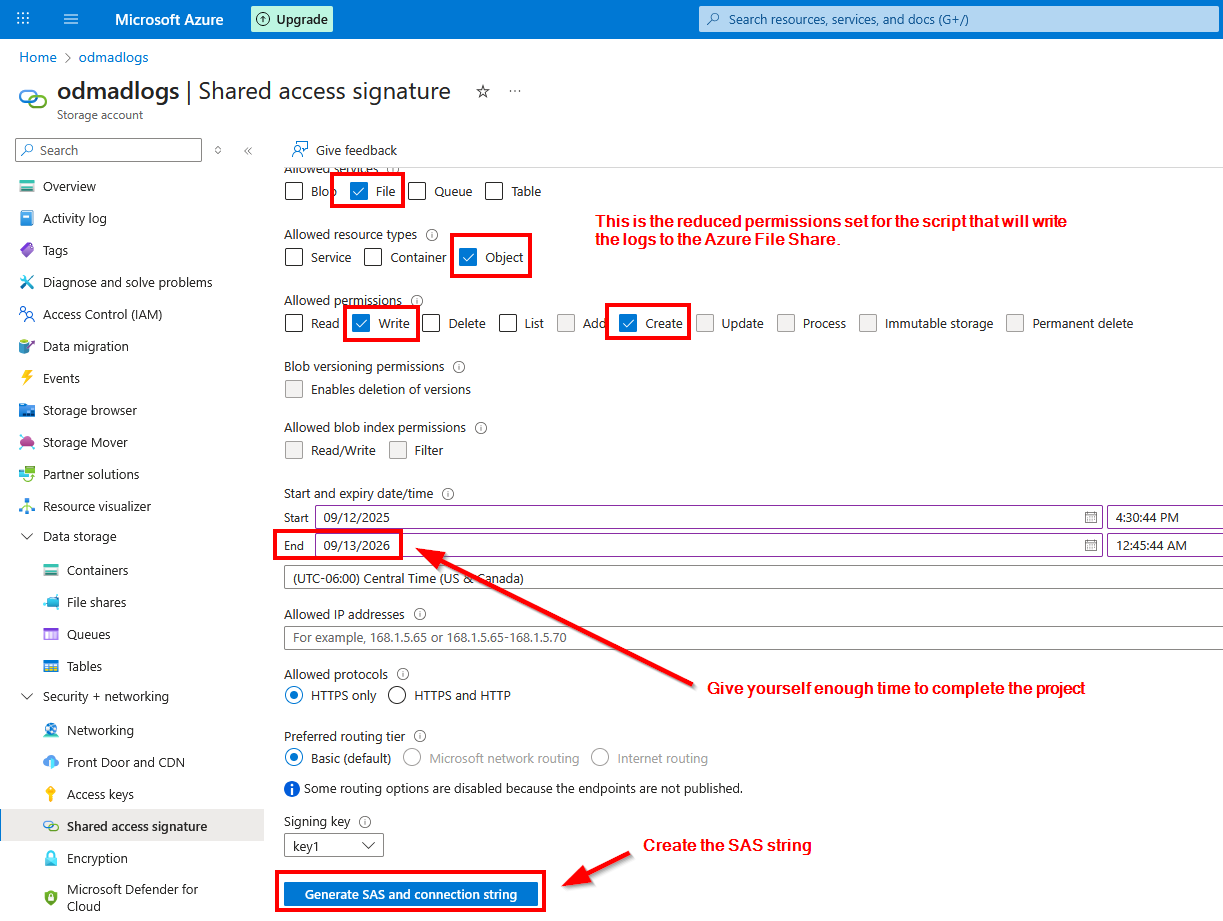 Microsoft Azure
Upgrade
Search resources, services, and docs (G+/)
Home > odmadlogs
odmadlogs | Shared access signature
Storage account
Search
Give feedback
Overview
Activity log
Tags
Diagnose and solve problems
Access Control (IAM)
Data migration
Events
Storage browser
Storage Mover
Partner solutions
Resource visualizer
Data storage
Containers
File shares
Queues
Tables
Security + networking
Networking
Front Door and CDN
Access keys
Shared access signature
Encryption
Microsoft Defender for
Cloud
Allowed services
Blob File Queue Table
This is the reduced permissions set for the script that will write
the logs to the Azure File Share.
Allowed resource types
Service Container Object
Allowed permissions
Read Write Delete List Add Create Update Process Immutable storage Permanent delete
Blob versioning permissions
Enables deletion of versions
Allowed blob index permissions
Read/Write Filter
Start and expiry date/time
Start 09/12/2025 4:30:44 PM
End 09/13/2026 12:45:44 AM
(UTC-06:00) Central Time (US & Canada)
Allowed IP addresses
For example, 168.1.5.65 or 168.1.5.65-168.1.5.70
Allowed protocols
HTTPS only HTTPS and HTTP
Give yourself enough time to complete the project
Preferred routing tier
Basic (default) Microsoft network routing Internet routing
Some routing options are disabled because the endpoints are not published.
Signing key
key1
Create the SAS string
Generate SAS and connection string